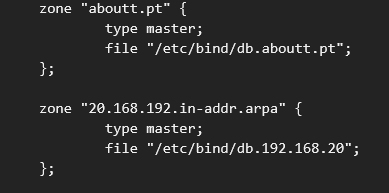 zone "aboutt.pt" {
        type master;
        file "/etc/bind/db.aboutt.pt";
};
zone "20.168.192.in-addr.arpa" {
        type master;
        file "/etc/bind/db.192.168.20";
};